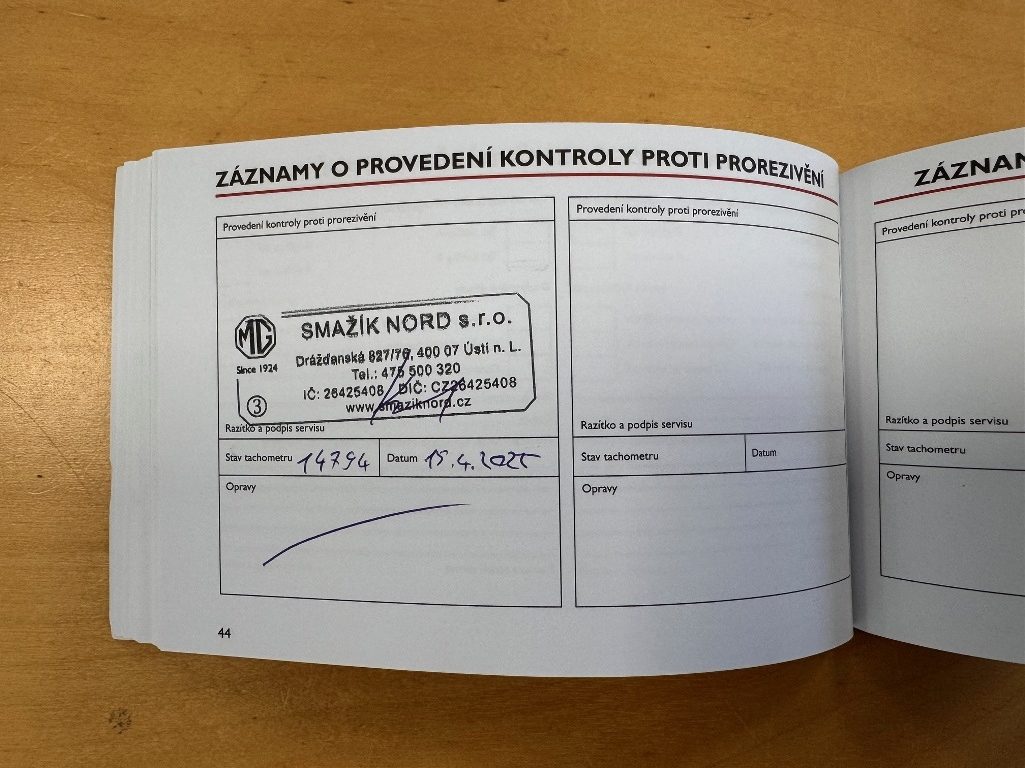 ZÁZNAMY O PROVEDENÍ KONTROLY PROTI PROREZIVĚNÍ
Provedení kontroly proti prorezivění
MG
Since 1924
SMAŽÍK NORD s.r.o.
Drážďanská 827/76, 400 07 Ústí n. L.
Tel.: 475 500 320
IČ: 26425408 DIČ: CZ26425408
www.smaziknord.cz
3
Razítko a podpis servisu
Stav tachometru 14794
Datum 15.4.2025
Opravy
44
Provedení kontroly proti prorezivění
Razítko a podpis servisu
Stav tachometru
Datum
Opravy
ZÁZNAM
Provedení kontroly proti pro
Razítko a podpis servisu
Stav tachometru
Opravy